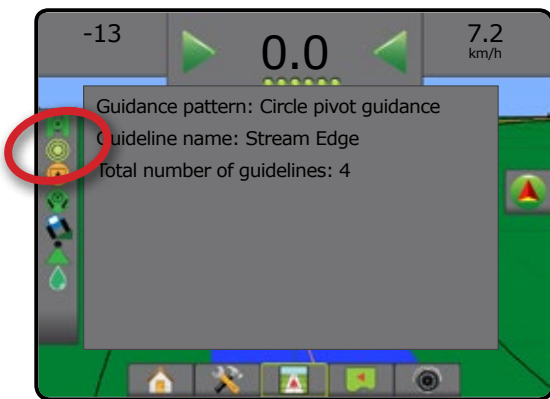 -13
0.0
7.2
km/h
Guidance pattern: Circle pivot guidance
Guideline name: Stream Edge
Total number of guidelines: 4